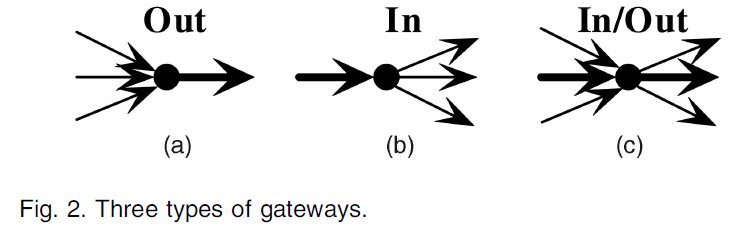 Out In In/Out
(a) (b) (c)
Fig. 2. Three types of gateways.